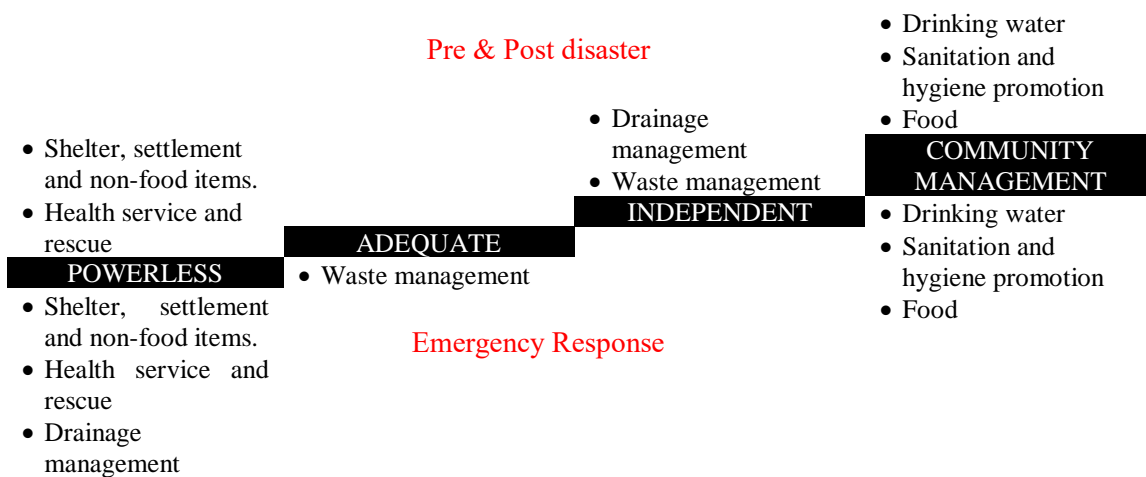 Pre & Post disaster
• Shelter, settlement
and non-food items.
• Health service and
rescue
POWERLESS
• Shelter, settlement
and non-food items.
• Health service and
rescue
• Drainage
management
ADEQUATE
• Waste management
Emergency Response
• Drainage
management
• Waste management
INDEPENDENT
• Drinking water
• Sanitation and
hygiene promotion
• Food
COMMUNITY
MANAGEMENT
• Drinking water
• Sanitation and
hygiene promotion
• Food